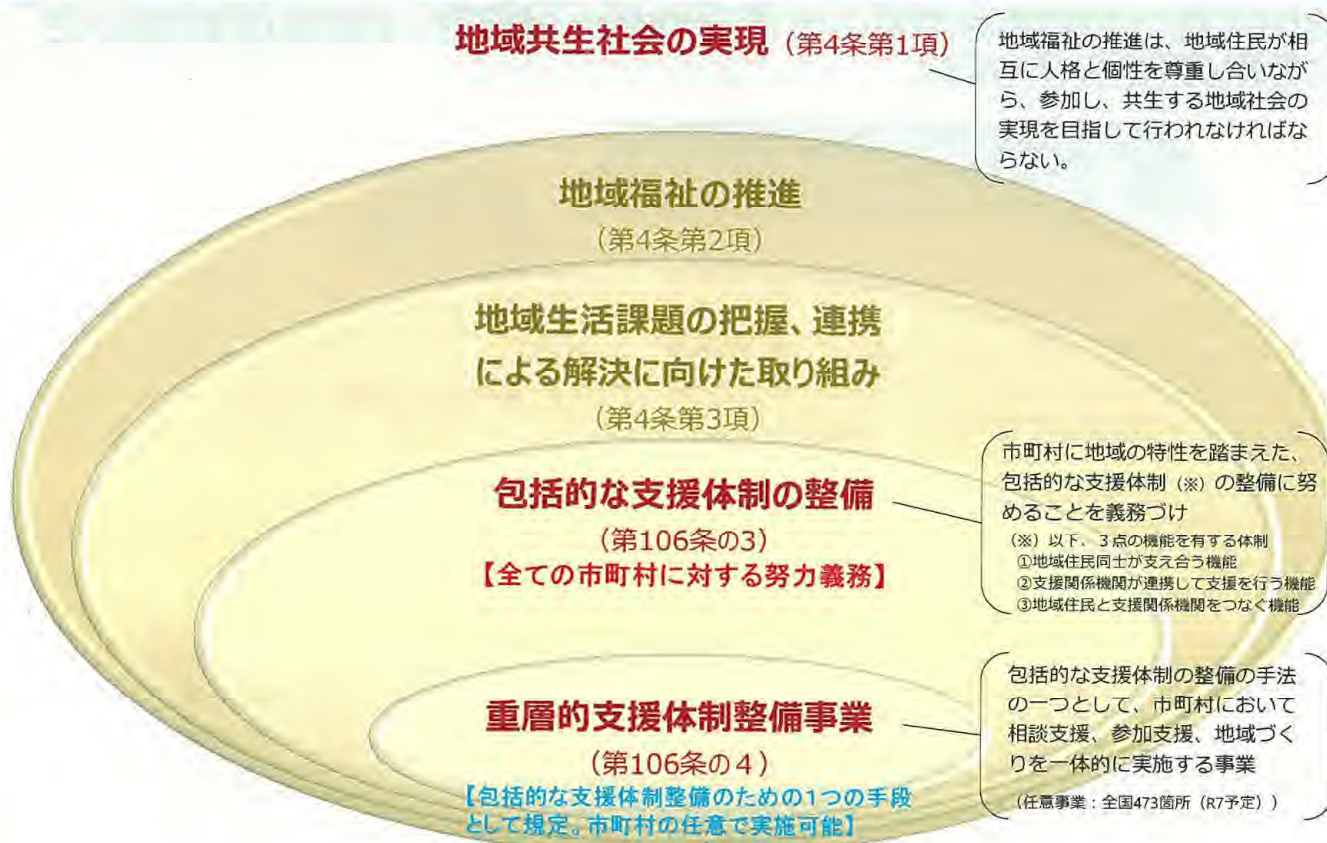 地域共生社会の実現（第4条第1項）
地域福祉の推進は、地域住民が相
互に人格と個性を尊重し合いなが
ら、参加し、共生する地域社会の
実現を目指して行われなければな
らない。
地域福祉の推進
（第4条第2項）
地域生活課題の把握、連携
による解決に向けた取り組み
（第4条第3項）
包括的な支援体制の整備
（第106条の3）
【全ての市町村に対する努力義務】
市町村に地域の特性を踏まえた、
包括的な支援体制（※）の整備に努
めることを義務づけ
（※）以下、３点の機能を有する体制
①地域住民同士が支え合う機能
②支援関係機関が連携して支援を行う機能
③地域住民と支援関係機関をつなぐ機能
重層的支援体制整備事業
（第106条の４）
【包括的な支援体制整備のための１つの手段
として規定。市町村の任意で実施可能】
包括的な支援体制の整備の手法
の一つとして、市町村において
相談支援、参加支援、地域づく
りを一体的に実施する事業
（任意事業：全国473箇所（R7予定））